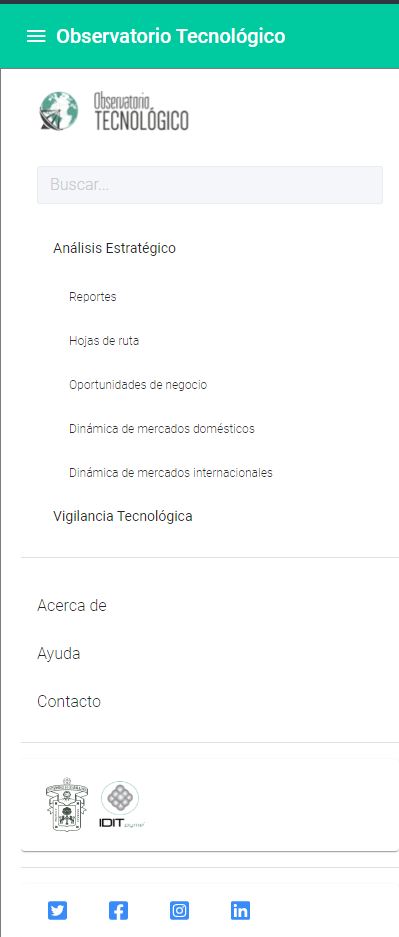 Observatorio Tecnológico
Observatorio
TECNOLÓGICO
Buscar...
Análisis Estratégico
Reportes
Hojas de ruta
Oportunidades de negocio
Dinámica de mercados domésticos
Dinámica de mercados internacionales
Vigilancia Tecnológica
Acerca de
Ayuda
Contacto
IDIT pyme